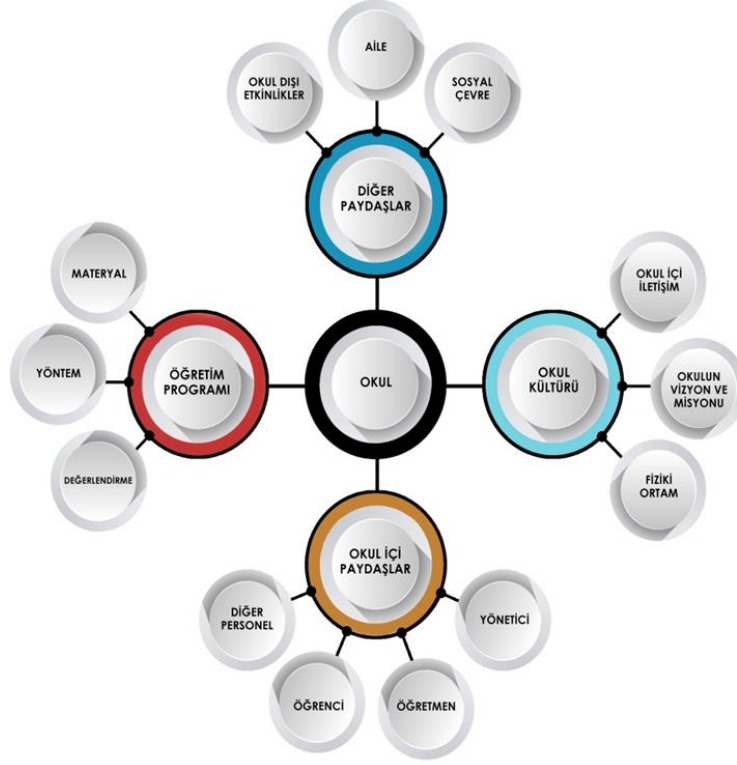 AİLE
OKUL DIŞI
ETKİNLİKLER
SOSYAL
ÇEVRE
DİĞER
PAYDAŞLAR
MATERYAL
YÖNTEM
DEĞERLENDİRME
ÖĞRETİM
PROGRAMI
OKUL
OKUL
KÜLTÜRÜ
OKUL İÇİ
İLETİŞİM
OKULUN
VİZYON VE
MİSYONU
FİZİKİ
ORTAM
OKUL İÇİ
PAYDAŞLAR
DİĞER
PERSONEL
ÖĞRENCİ
ÖĞRETMEN
YÖNETİCİ